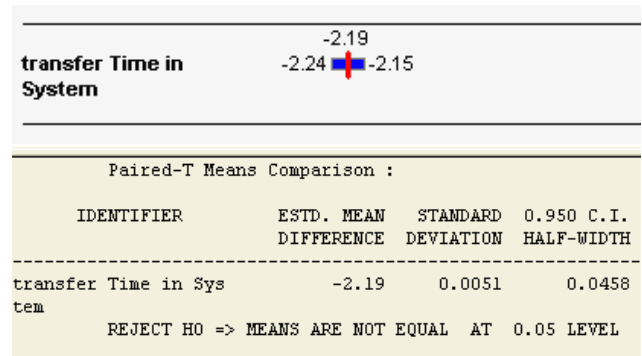 -2.19
transfer Time in -2.24 -2.15
System
Paired-T Means Comparison :
IDENTIFIER ESTD. MEAN STANDARD 0.950 C.I.
DIFFERENCE DEVIATION HALF-WIDTH
------------------------------------------------------------
transfer Time in Sys -2.19 0.0051 0.0458
tem
REJECT HO => MEANS ARE NOT EQUAL AT 0.05 LEVEL